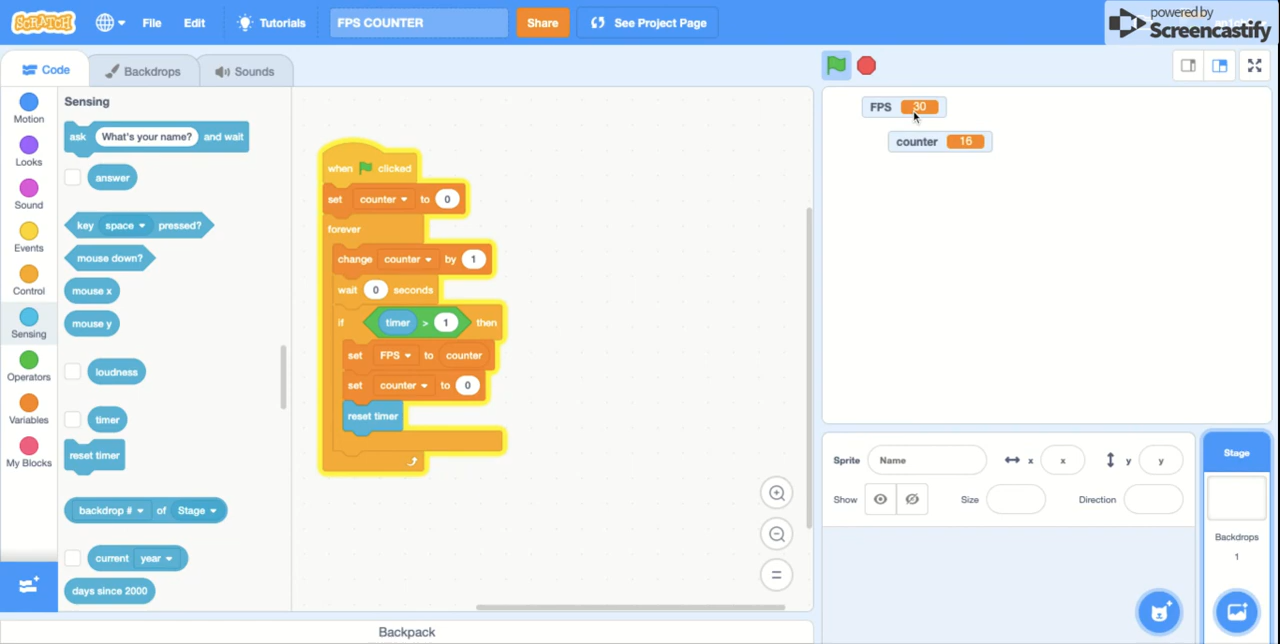 SCRATCH File Edit Tutorials FPS COUNTER Share See Project Page
powered by
Screencastify
Code Backdrops Sounds
Motion
Looks
Sound
Events
Control
Sensing
Operators
Variables
My Blocks
Sensing
ask What's your name? and wait
answer
key space pressed?
mouse down?
mouse x
mouse y
loudness
timer
reset timer
backdrop # of Stage
current year
days since 2000
when clicked
set counter to 0
forever
change counter by 1
wait 0 seconds
if timer > 1 then
set FPS to counter
set counter to 0
reset timer
FPS 30
counter 16
Sprite Name x x y y
Show Size Direction
Stage
Backdrops
1
Backpack